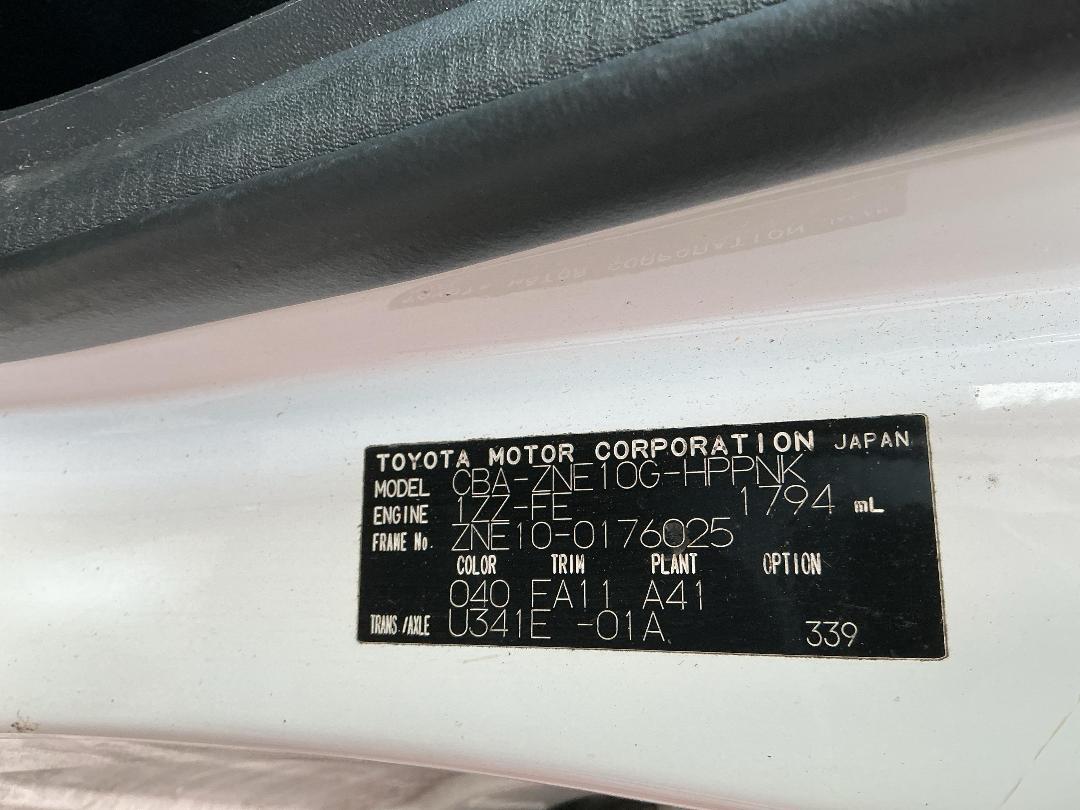 TOYOTA MOTOR CORPORATION JAPAN
MODEL CBA-ZNE10G-HPPNK
ENGINE 1ZZ-FE 1794 mL
FRAME No. ZNE10-0176025
COLOR TRIM PLANT OPTION
040 EA11 A41
TRANS./AXLE U341E -01A 339